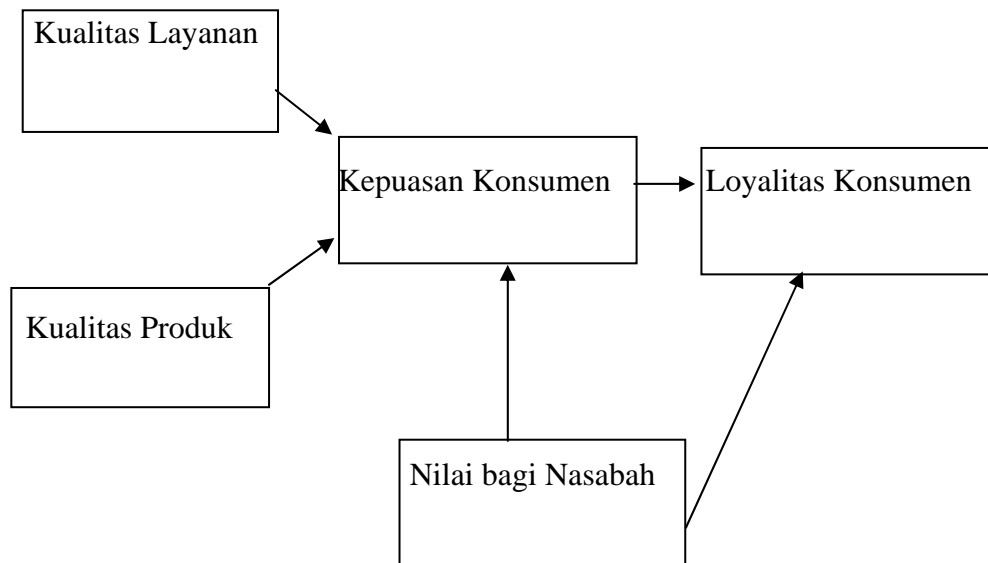 Kualitas Layanan
Kepuasan Konsumen
Loyalitas Konsumen
Kualitas Produk
Nilai bagi Nasabah